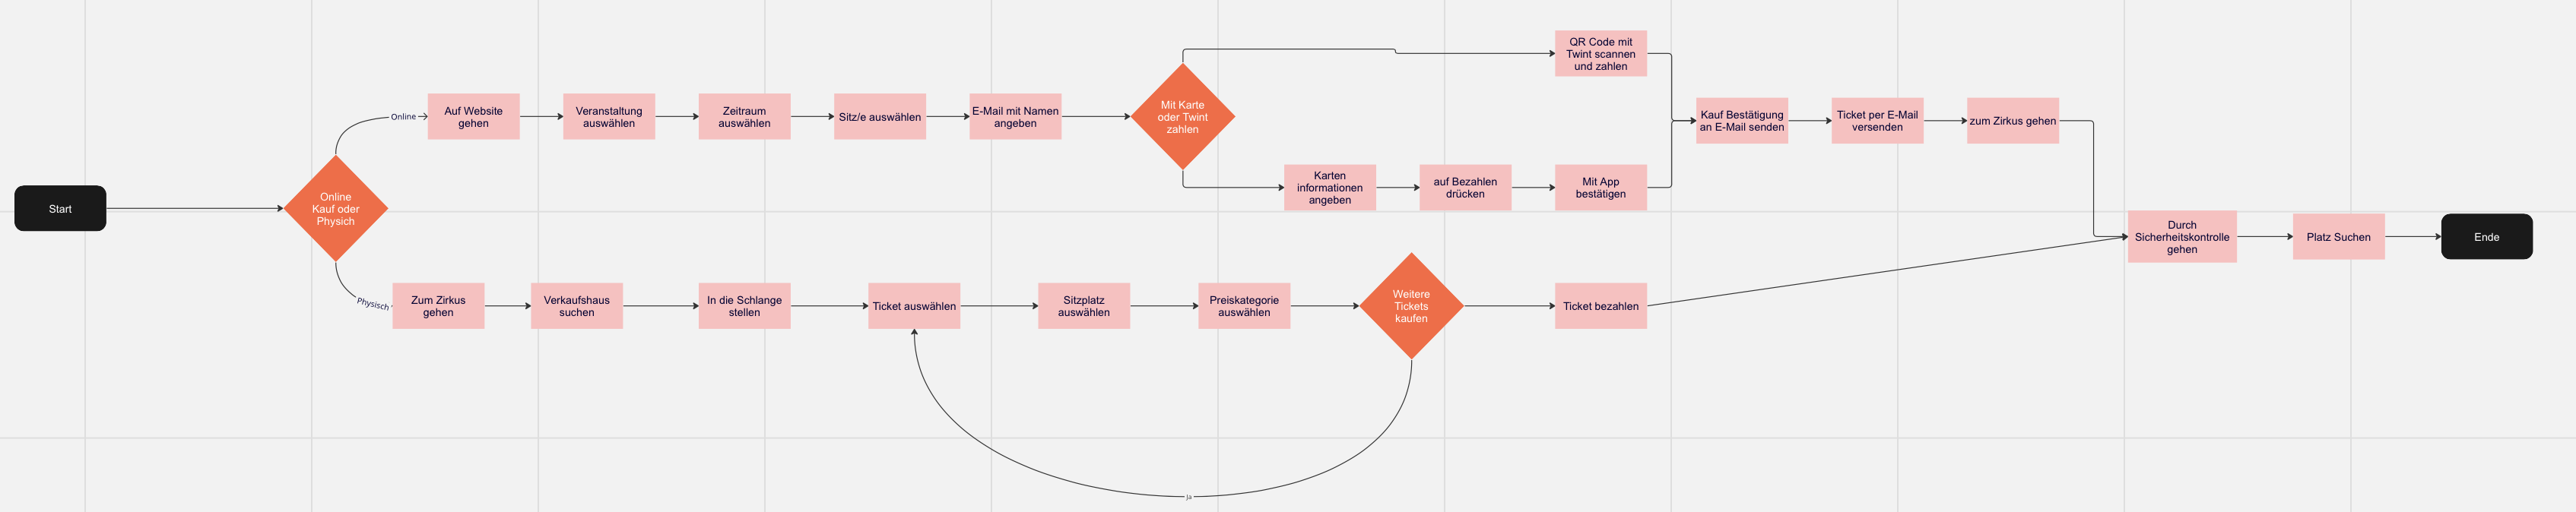 Start
Online
Kauf oder
Physich
Online
Auf Website
gehen
Veranstaltung
auswählen
Zeitraum
auswählen
Sitz/e auswählen
E-Mail mit Namen
angeben
Mit Karte
oder Twint
zahlen
QR Code mit
Twint scannen
und zahlen
Karten
informationen
angeben
auf Bezahlen
drücken
Mit App
bestätigen
Kauf Bestätigung
an E-Mail senden
Ticket per E-Mail
versenden
zum Zirkus gehen
Physisch
Zum Zirkus
gehen
Verkaufshaus
suchen
In die Schlange
stellen
Ticket auswählen
Sitzplatz
auswählen
Preiskategorie
auswählen
Weitere
Tickets
kaufen
Ja
Ticket bezahlen
Durch
Sicherheitskontrolle
gehen
Platz Suchen
Ende